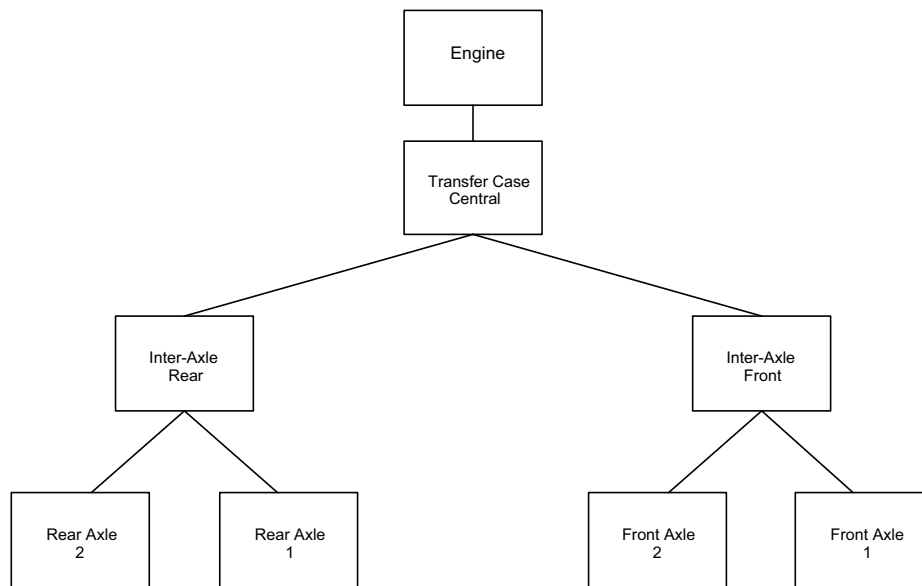 Engine
Transfer Case
Central
Inter-Axle
Rear
Inter-Axle
Front
Rear Axle
2
Rear Axle
1
Front Axle
2
Front Axle
1